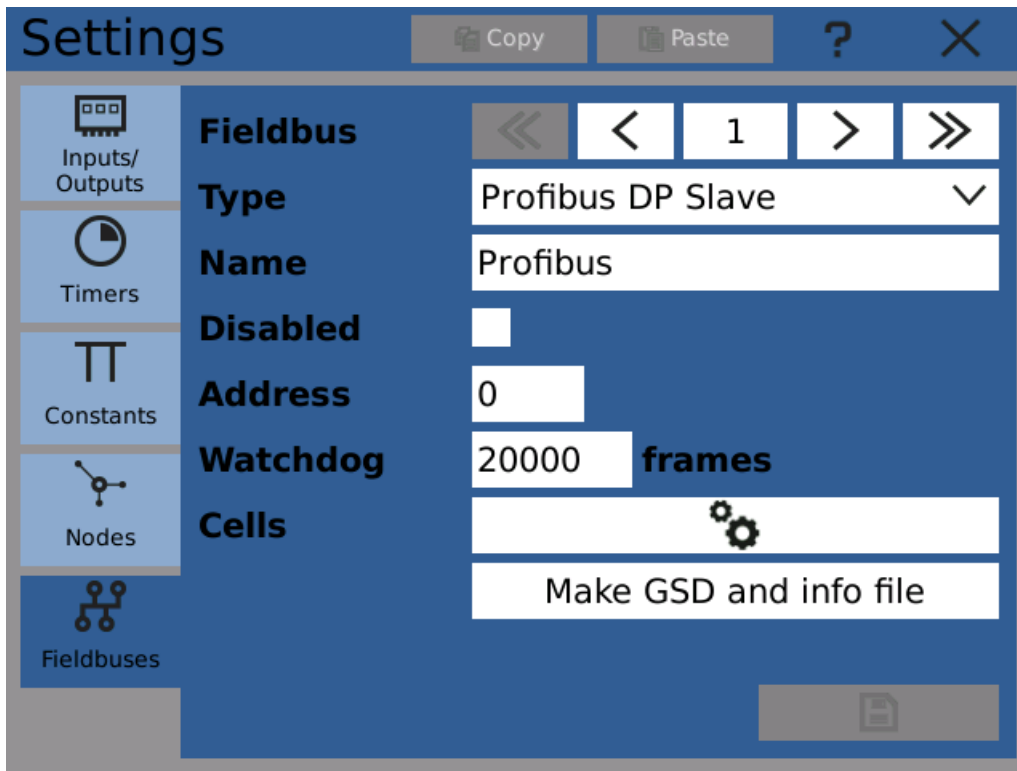 Settings
Copy
Paste
?
Inputs/
Outputs
Timers
Constants
Nodes
Fieldbuses
Fieldbus
1
Type
Profibus DP Slave
Name
Profibus
Disabled
Address
0
Watchdog
20000 frames
Cells
Make GSD and info file